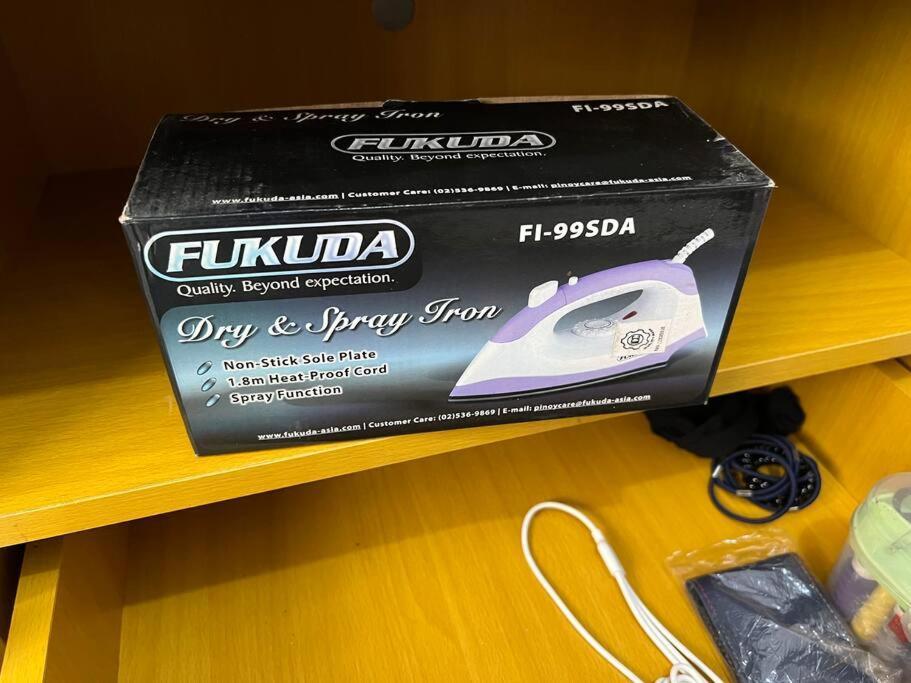 Dry & Spray Iron
FI-99SDA
FUKUDA
Quality. Beyond expectation.
www.fukuda-asia.com | Customer Care: (02)536-9869 | E-mail: pinoycare@fukuda-asia.com
FUKUDA
Quality. Beyond expectation.
FI-99SDA
Dry & Spray Iron
Non-Stick Sole Plate
1.8m Heat-Proof Cord
Spray Function
FUKUDA
www.fukuda-asia.com | Customer Care: (02)536-9869 | E-mail: pinoycare@fukuda-asia.com